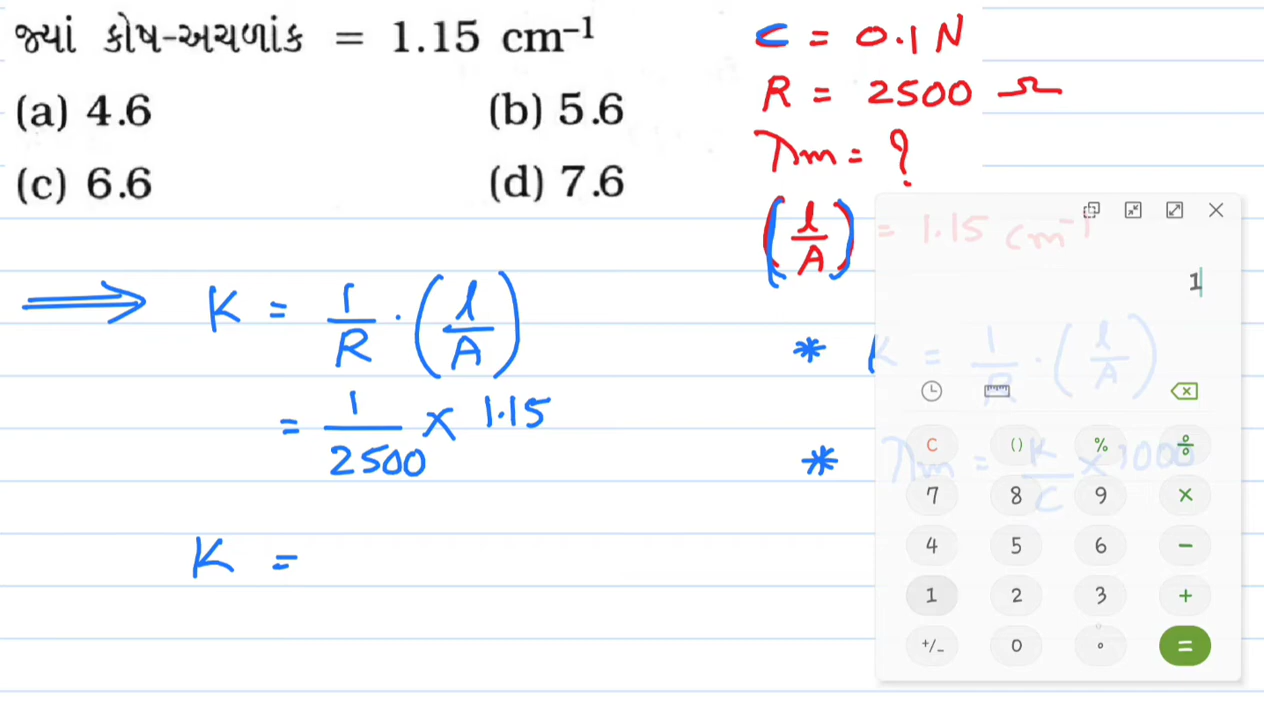 જ્યાં કોષ-અચળાંક = 1.15 cm⁻¹
(a) 4.6 (b) 5.6
(c) 6.6 (d) 7.6
C = 0.1 N
R = 2500 Ω
λm = ?
(l/A) = 1.15 cm⁻¹
⇒ K = 1/R · (l/A)
= 1/2500 × 1.15
K =
* K = 1/R · (l/A)
* λm = K/C × 1000
1
C () % ÷
7 8 9 ×
4 5 6 −
1 2 3 +
+/− 0 . =